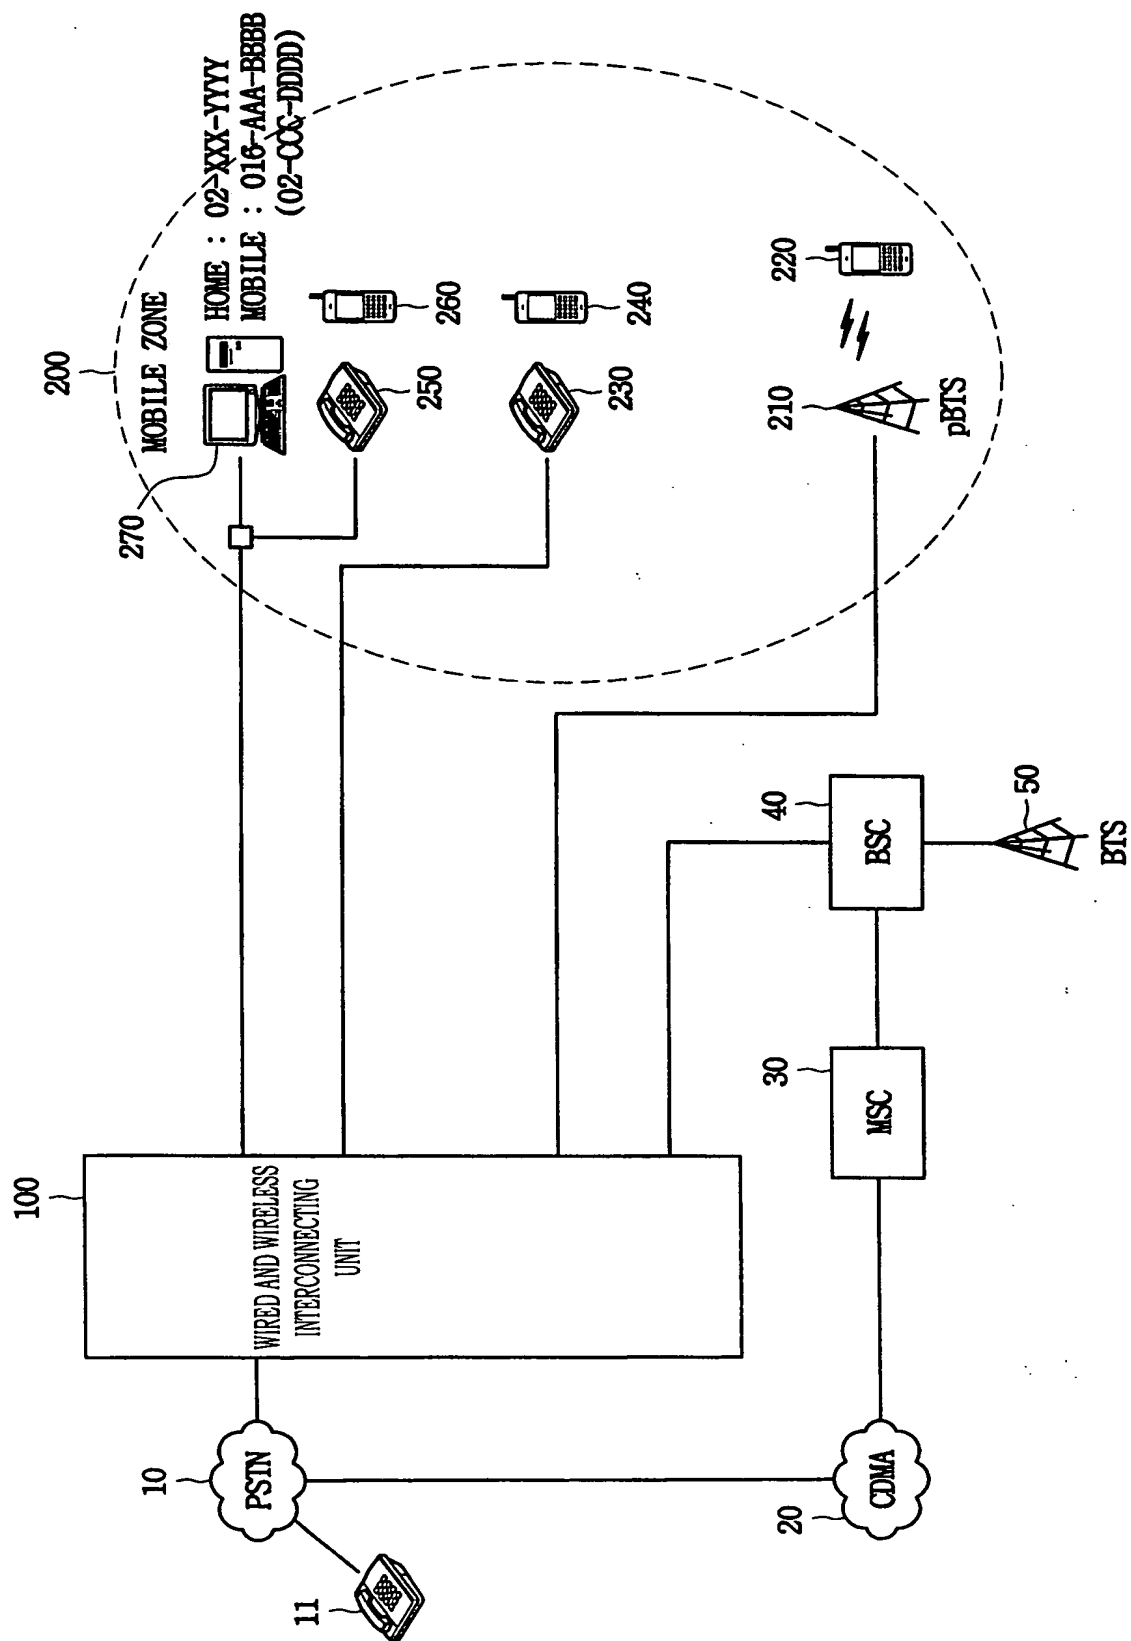 200
MOBILE ZONE
HOME : 02-XXX-YYYY
MOBILE : 016-AAA-BBBB
(02-CCC-DDDD)
270
260
250
240
230
220
210
pBTS
100
WIRED AND WIRELESS
INTERCONNECTING
UNIT
40
BSC
50
BTS
30
MSC
10
PSTN
11
20
CDMA